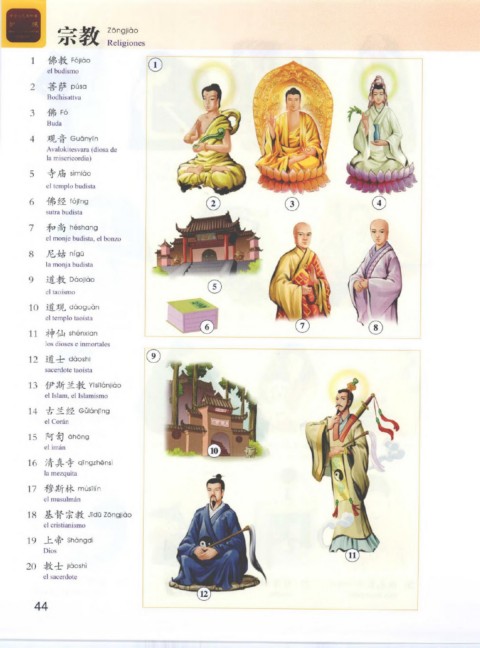 宗教 Zōngjiào
Religiones
1 佛教 Fójiào
el budismo
2 菩萨 púsa
Bodhisattva
3 佛 Fó
Buda
4 观音 Guānyīn
Avalokitesvara (diosa de
la misericordia)
5 寺庙 sìmiào
el templo budista
6 佛经 fójīng
sutra budista
7 和尚 héshang
el monje budista, el bonzo
8 尼姑 nígū
la monja budista
9 道教 Dàojiào
el taoísmo
10 道观 dàoguàn
el templo taoísta
11 神仙 shénxian
los dioses e inmortales
12 道士 dàoshi
sacerdote taoísta
13 伊斯兰教 Yīsīlánjiào
el Islam, el Islamismo
14 古兰经 Gǔlánjīng
el Corán
15 阿訇 āhōng
el imán
16 清真寺 qīngzhēnsì
la mezquita
17 穆斯林 mùsīlín
el musulmán
18 基督宗教 Jīdū Zōngjiào
el cristianismo
19 上帝 Shàngdì
Dios
20 教士 jiàoshì
el sacerdote
44
1
2
3
4
5
6
7
8
9
10
11
12